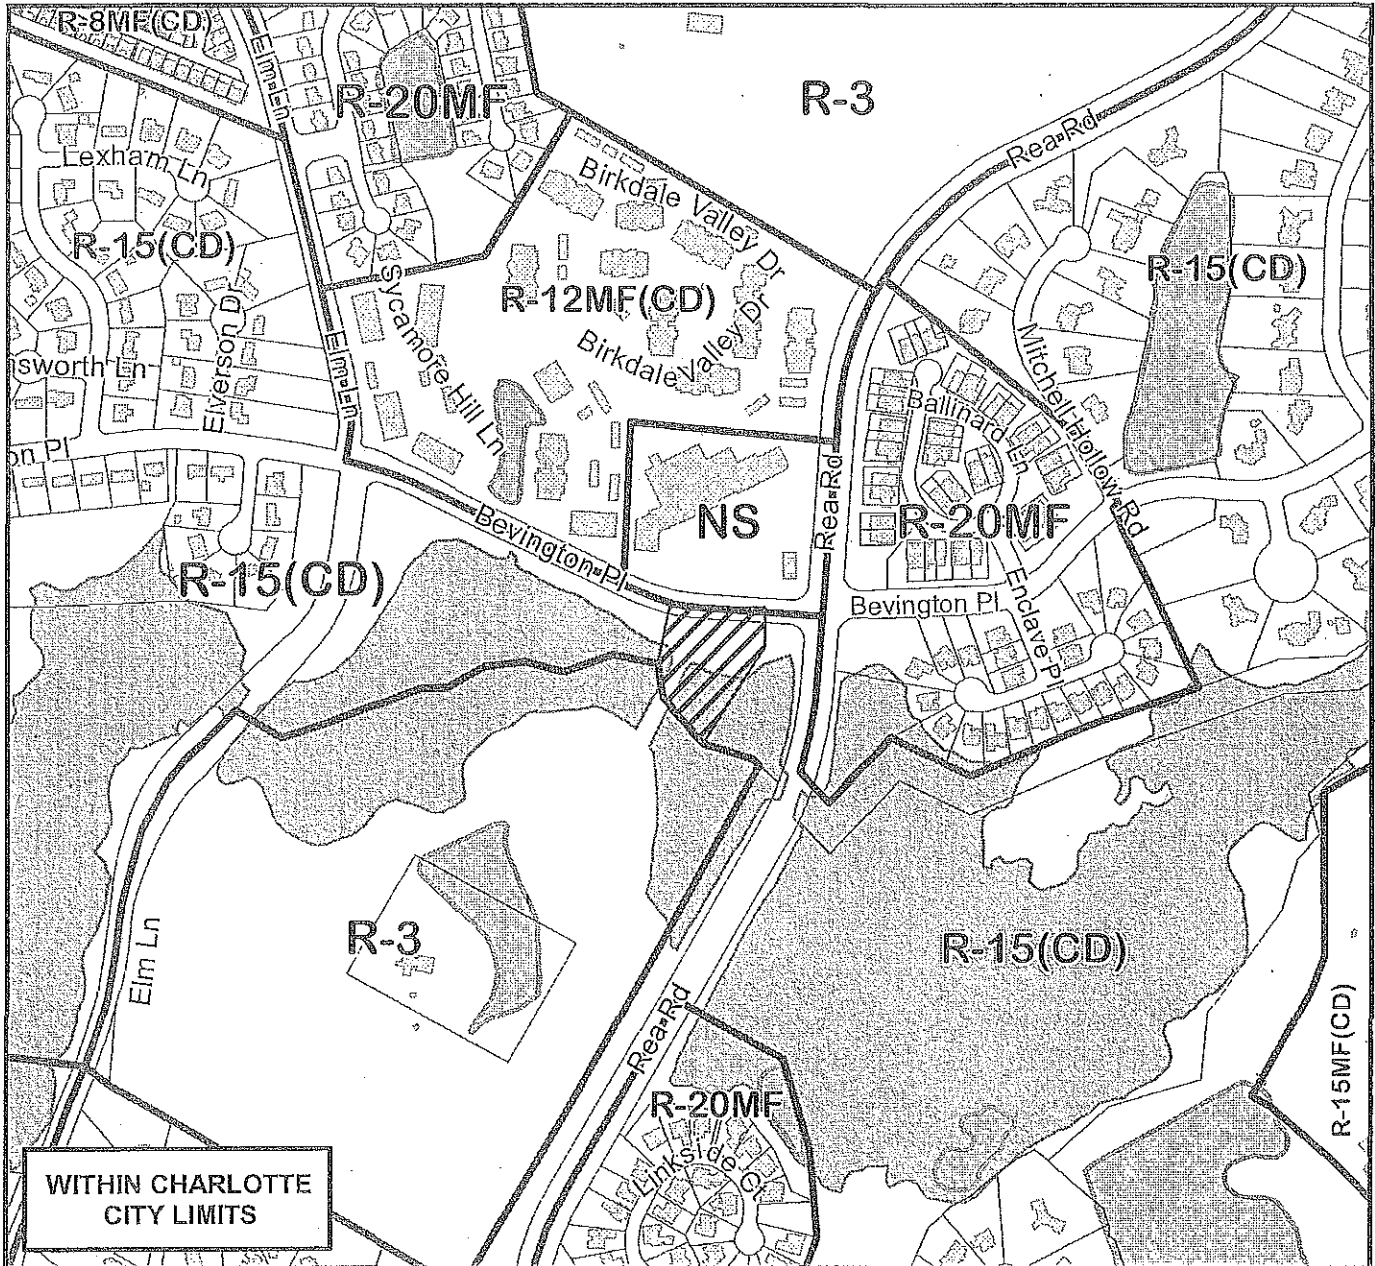 R-8MF(CD)
Elm Ln
R-20MF
R-3
Rea Rd
Lexham Ln
Birkdale Valley Dr
R-15(CD)
R-15(CD)
Sycamore Hill Ln
R-12MF(CD)
Birkdale Valley Dr
Elverson Dr
Elm Ln
Mitchell Hollow Rd
nsworth Ln
Ballinard Ln
on Pl
Rea Rd
NS
R-20MF
Bevington Pl
R-15(CD)
Bevington Pl
Enclave P
R-3
R-15(CD)
Elm Ln
Rea Rd
R-15MF(CD)
R-20MF
Linkside Ct
WITHIN CHARLOTTE
CITY LIMITS